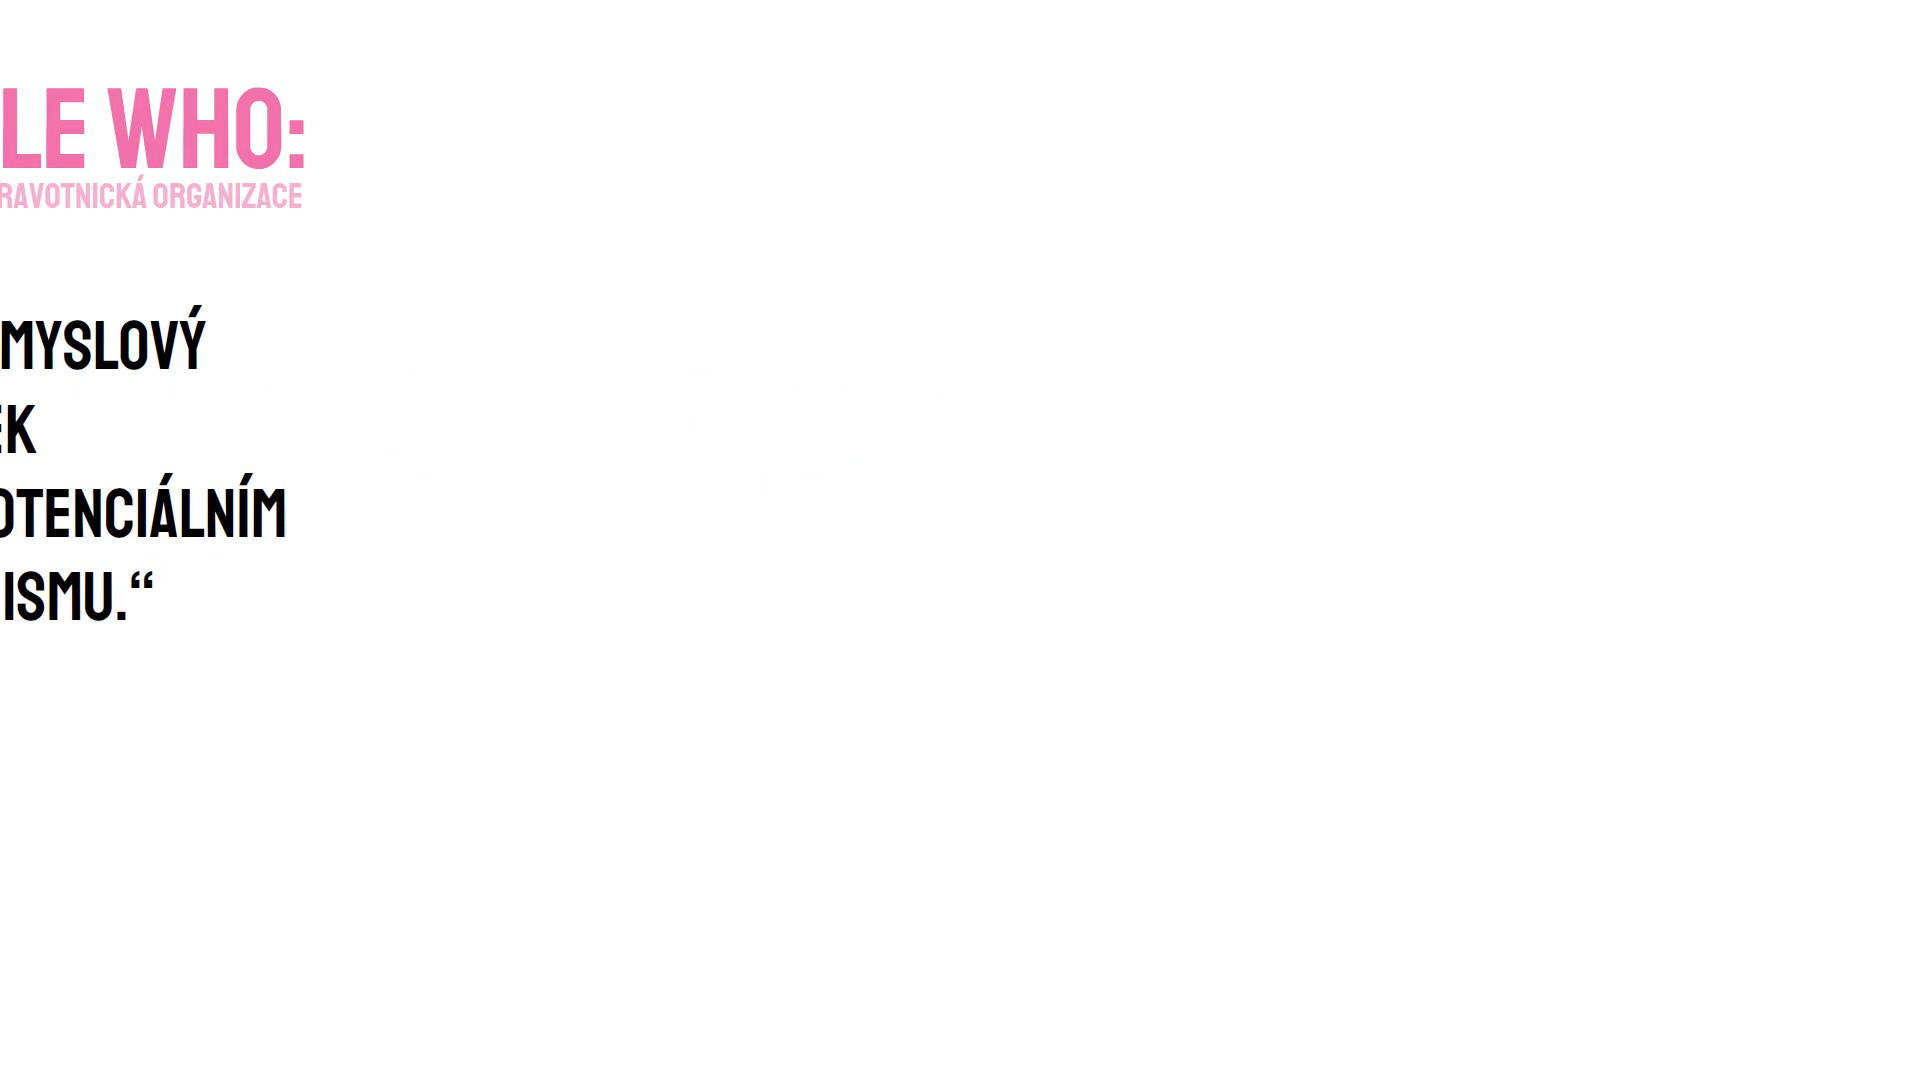 LE WHO:
RAVOTNICKÁ ORGANIZACE
MYSLOVÝ
EK
OTENCIÁLNÍM
ISMU.“